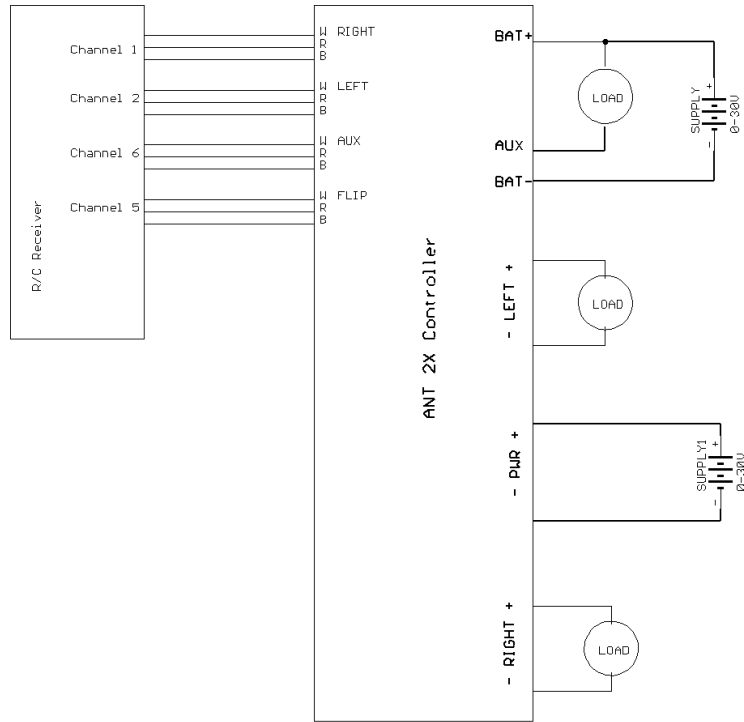 Channel 1
W RIGHT
R
B
Channel 2
W LEFT
R
B
Channel 6
W AUX
R
B
Channel 5
W FLIP
R
B
R/C Receiver
ANT 2X Controller
BAT+
AUX
BAT-
LOAD
SUPPLY
+
-
0-30V
- LEFT +
LOAD
- PWR +
SUPPLY1
+
-
0-30V
- RIGHT +
LOAD